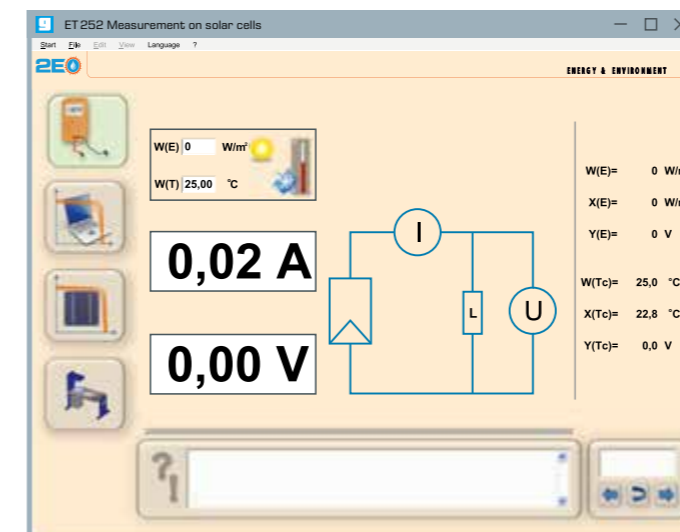 ET 252 Measurement on solar cells
Start File Edit View Language ?
2E
ENERGY & ENVIRONMENT
W(E) 0 W/m²
W(T) 25,00 °C
0,02 A
0,00 V
I
L
U
W(E)= 0 W/
X(E)= 0 W/
Y(E)= 0 V
W(Tc)= 25,0 °C
X(Tc)= 22,8 °C
Y(Tc)= 0,0 V
?!